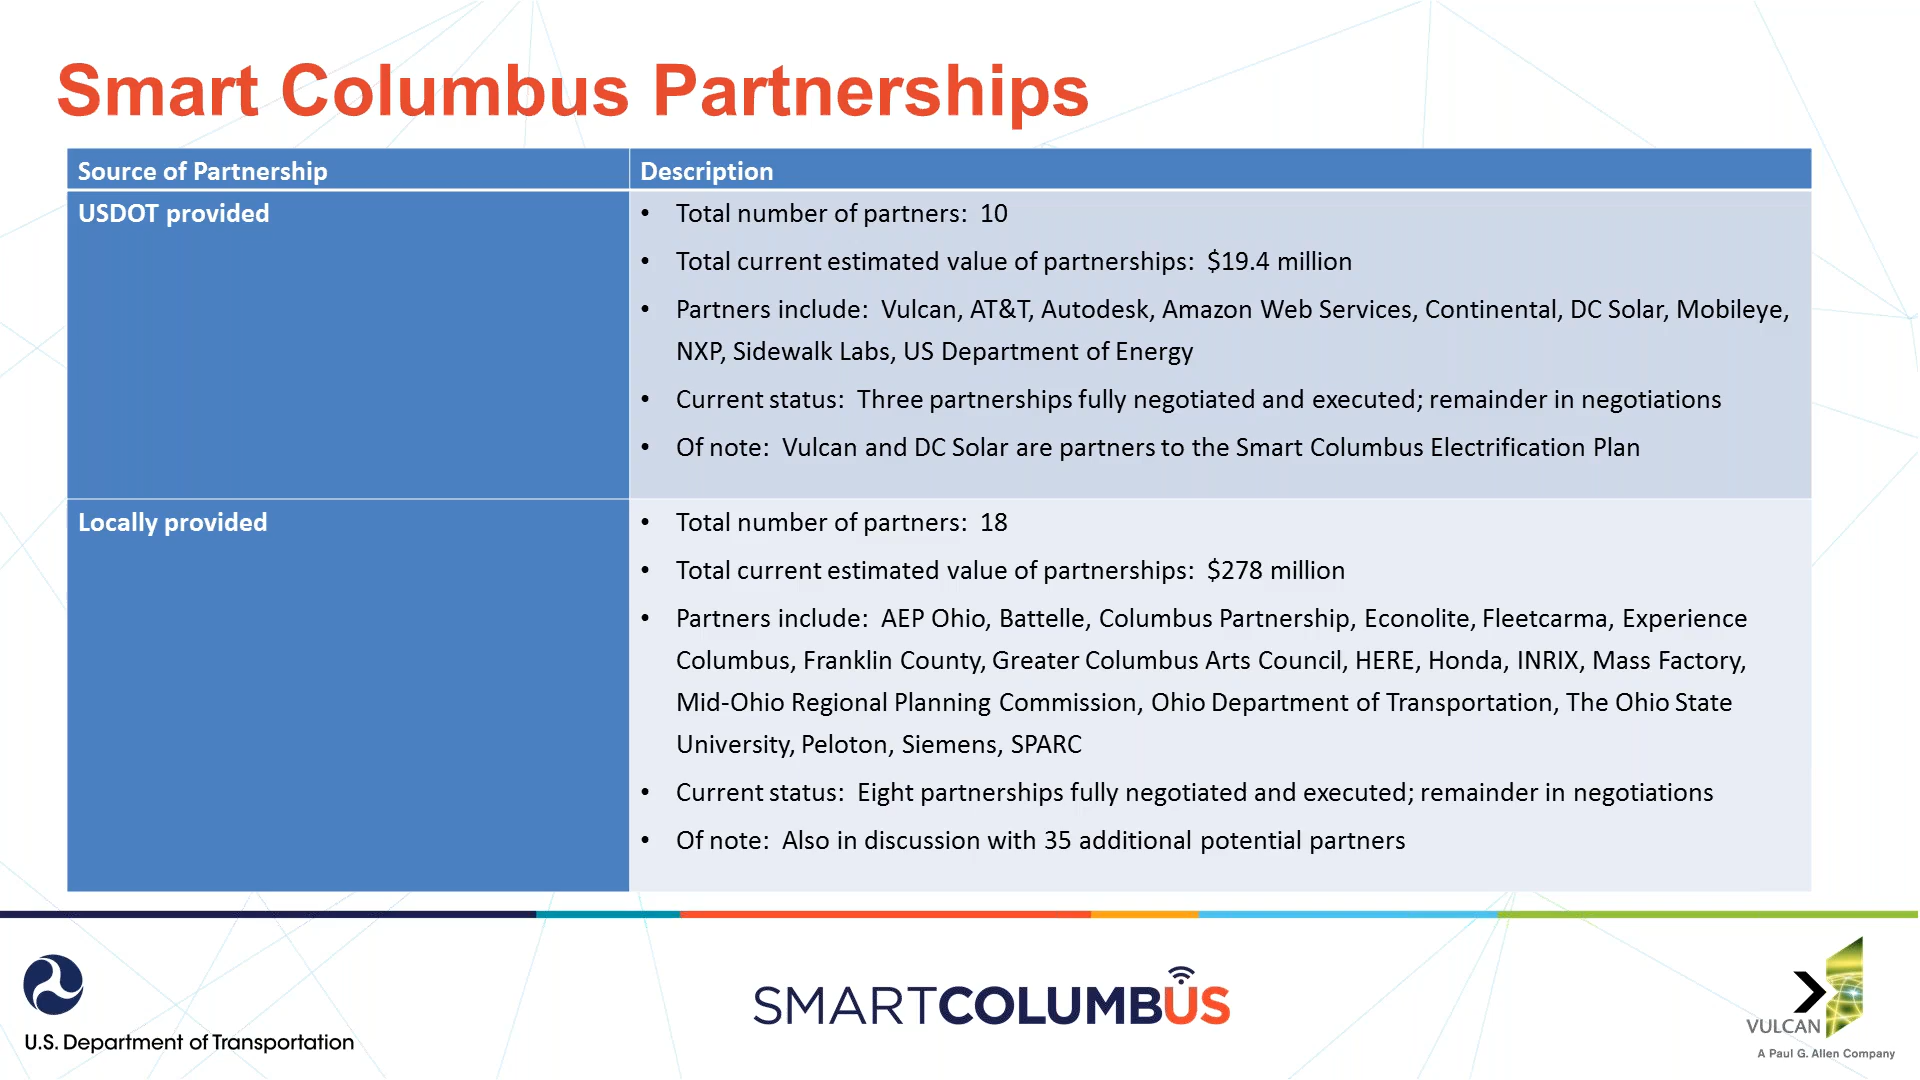 Smart Columbus Partnerships
Source of Partnership
Description
USDOT provided
• Total number of partners: 10
• Total current estimated value of partnerships: $19.4 million
• Partners include: Vulcan, AT&T, Autodesk, Amazon Web Services, Continental, DC Solar, Mobileye,
NXP, Sidewalk Labs, US Department of Energy
• Current status: Three partnerships fully negotiated and executed; remainder in negotiations
• Of note: Vulcan and DC Solar are partners to the Smart Columbus Electrification Plan
Locally provided
• Total number of partners: 18
• Total current estimated value of partnerships: $278 million
• Partners include: AEP Ohio, Battelle, Columbus Partnership, Econolite, Fleetcarma, Experience
Columbus, Franklin County, Greater Columbus Arts Council, HERE, Honda, INRIX, Mass Factory,
Mid-Ohio Regional Planning Commission, Ohio Department of Transportation, The Ohio State
University, Peloton, Siemens, SPARC
• Current status: Eight partnerships fully negotiated and executed; remainder in negotiations
• Of note: Also in discussion with 35 additional potential partners
U.S. Department of Transportation
SMARTCOLUMBUS
VULCAN
A Paul G. Allen Company